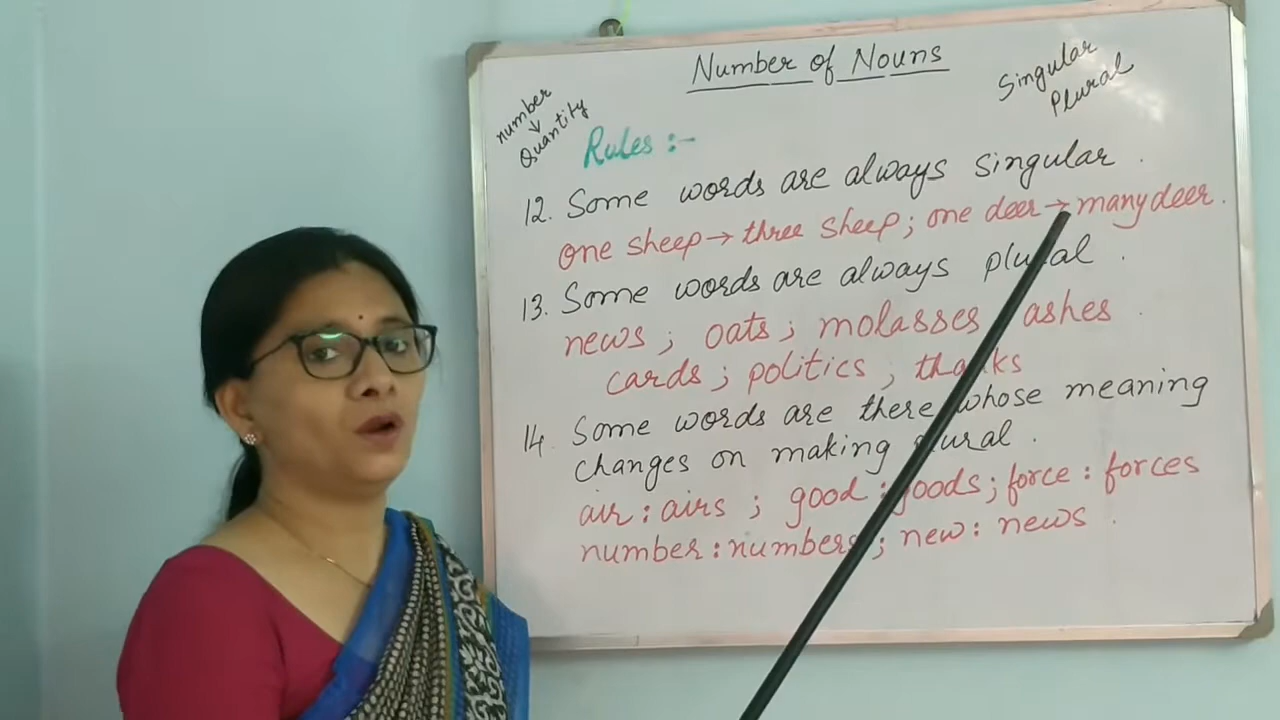 Number of Nouns
Singular
Plural
number
↓
Quantity
Rules :-
12. Some words are always singular.
one sheep → three sheep; one deer → many deer.
13. Some words are always plural.
news ; oats ; molasses ashes.
cards ; politics ; thanks
14. Some words are there whose meaning
changes on making plural.
air : airs ; good : goods ; force : forces
number : numbers ; new : news.